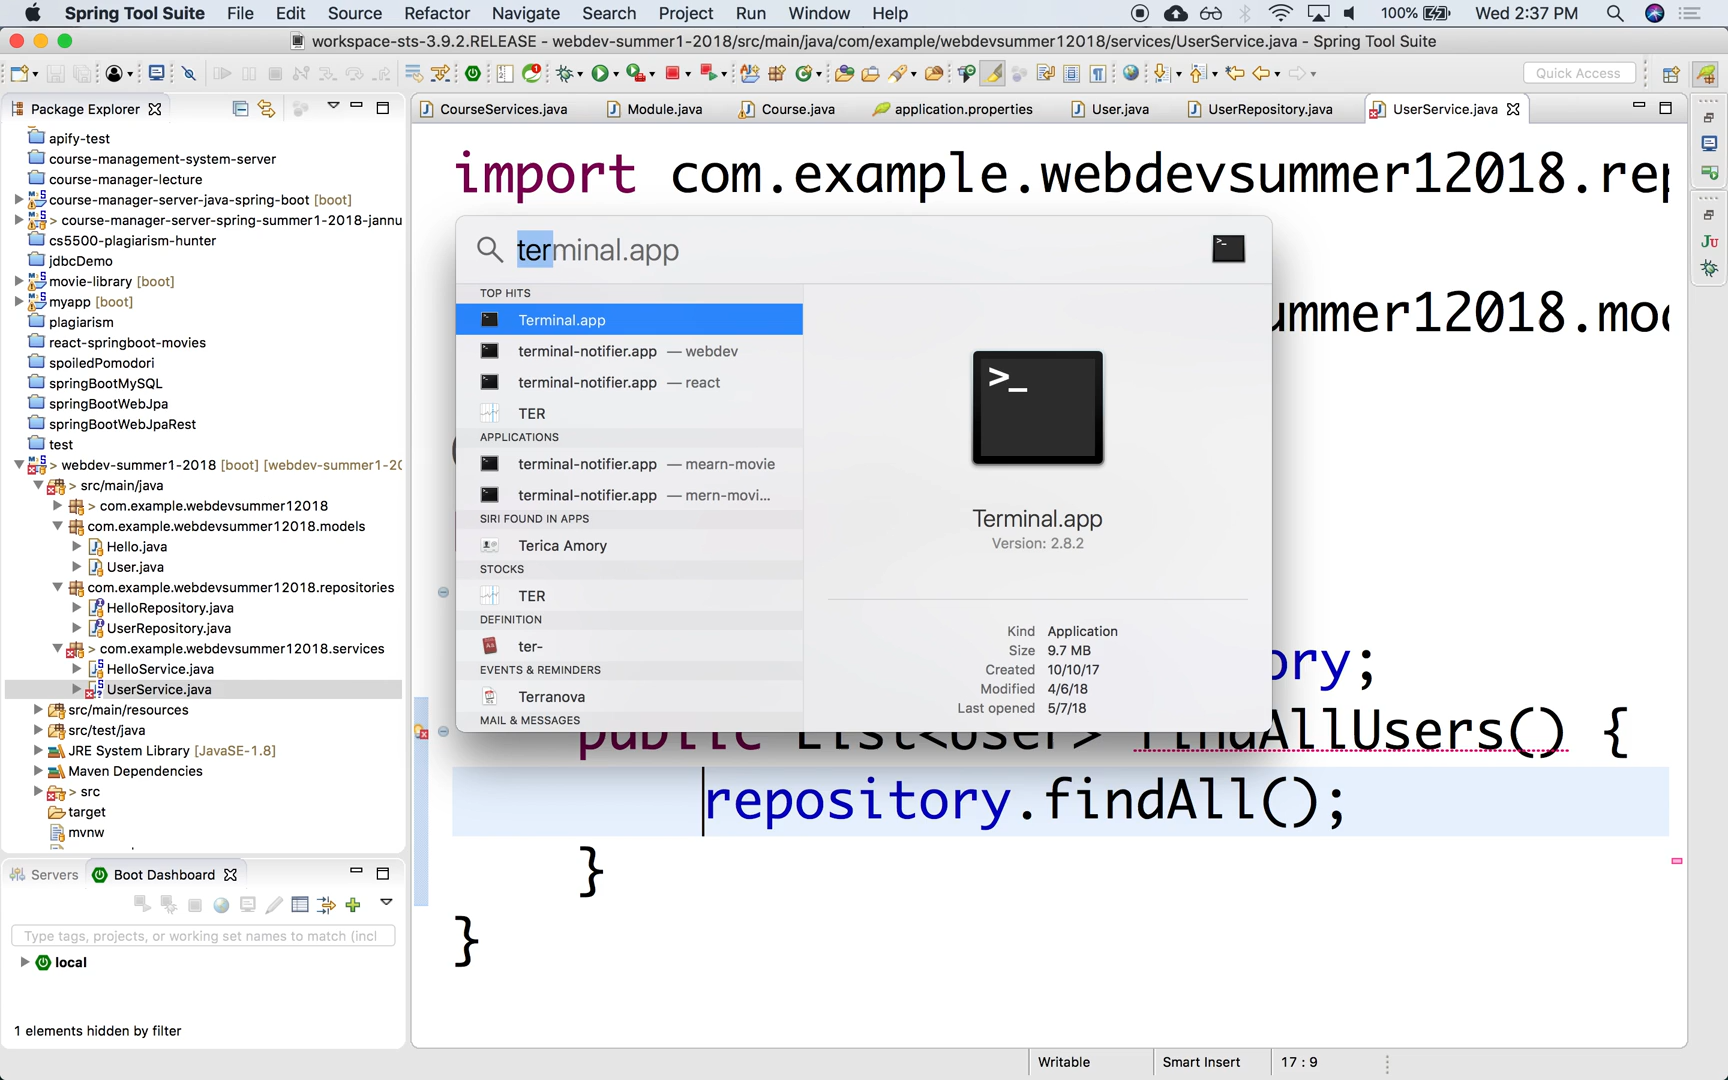 Spring Tool Suite File Edit Source Refactor Navigate Search Project Run Window Help 100% Wed 2:37 PM
workspace-sts-3.9.2.RELEASE - webdev-summer1-2018/src/main/java/com/example/webdevsummer12018/services/UserService.java - Spring Tool Suite
Quick Access
Package Explorer
CourseServices.java Module.java Course.java application.properties User.java UserRepository.java UserService.java
apify-test
course-management-system-server
course-manager-lecture
course-manager-server-java-spring-boot [boot]
> course-manager-server-spring-summer1-2018-jannu
cs5500-plagiarism-hunter
jdbcDemo
movie-library [boot]
myapp [boot]
plagiarism
react-springboot-movies
spoiledPomodori
springBootMySQL
springBootWebJpa
springBootWebJpaRest
test
> webdev-summer1-2018 [boot] [webdev-summer1-20
> src/main/java
> com.example.webdevsummer12018
com.example.webdevsummer12018.models
Hello.java
User.java
com.example.webdevsummer12018.repositories
HelloRepository.java
UserRepository.java
> com.example.webdevsummer12018.services
HelloService.java
UserService.java
src/main/resources
src/test/java
JRE System Library [JavaSE-1.8]
Maven Dependencies
> src
target
mvnw
Servers Boot Dashboard
Type tags, projects, or working set names to match (incl
local
1 elements hidden by filter
import com.example.webdevsummer12018.rep
ummer12018.mod
ory;
public List<User> findAllUsers() {
repository.findAll();
}
}
terminal.app
TOP HITS
Terminal.app
terminal-notifier.app — webdev
terminal-notifier.app — react
TER
APPLICATIONS
terminal-notifier.app — mearn-movie
terminal-notifier.app — mern-movi...
SIRI FOUND IN APPS
Terica Amory
STOCKS
TER
DEFINITION
ter-
EVENTS & REMINDERS
Terranova
MAIL & MESSAGES
Terminal.app
Version: 2.8.2
Kind Application
Size 9.7 MB
Created 10/10/17
Modified 4/6/18
Last opened 5/7/18
Writable Smart Insert 17 : 9